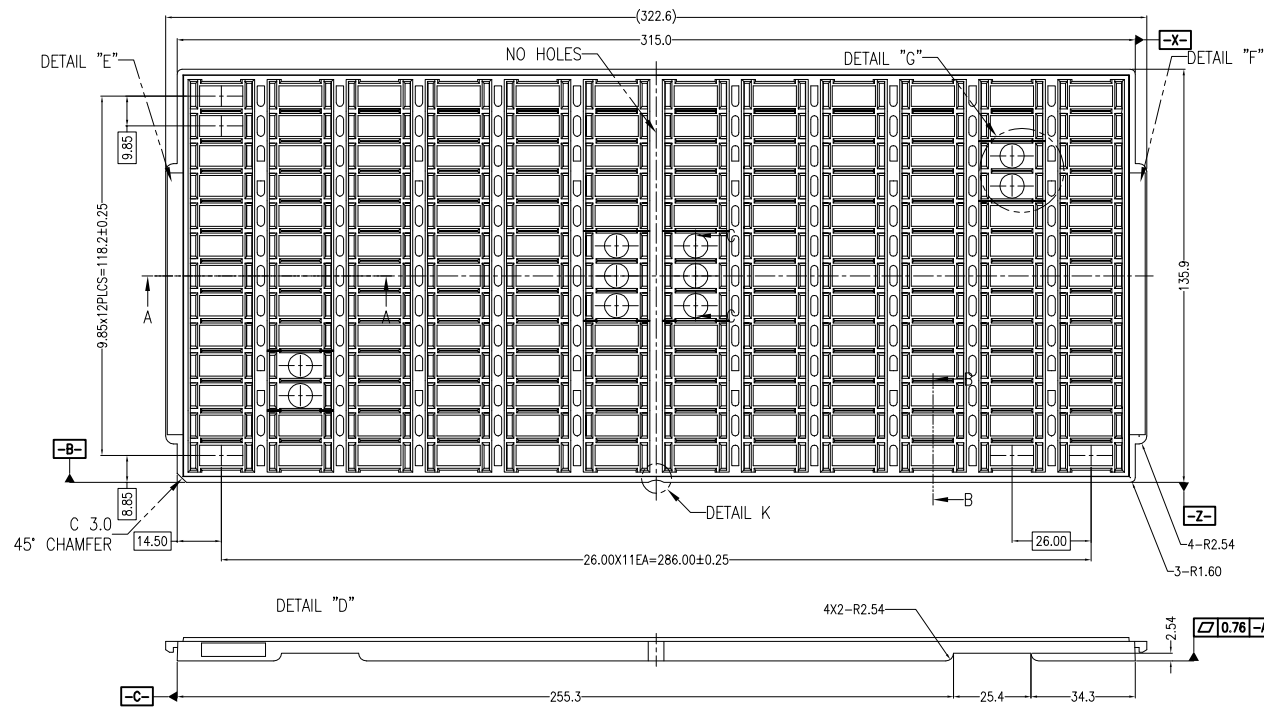 (322.6)
315.0
-X-
DETAIL "E"
NO HOLES
DETAIL "G"
DETAIL "F"
9.85
9.85x12PLCS=118.2±0.25
135.9
A
A
C
C
B
B
-B-
8.85
C 3.0
45° CHAMFER
14.50
DETAIL K
-Z-
26.00
4-R2.54
3-R1.60
26.00X11EA=286.00±0.25
DETAIL "D"
4X2-R2.54
2.54
0.76 -A
-C-
255.3
25.4
34.3